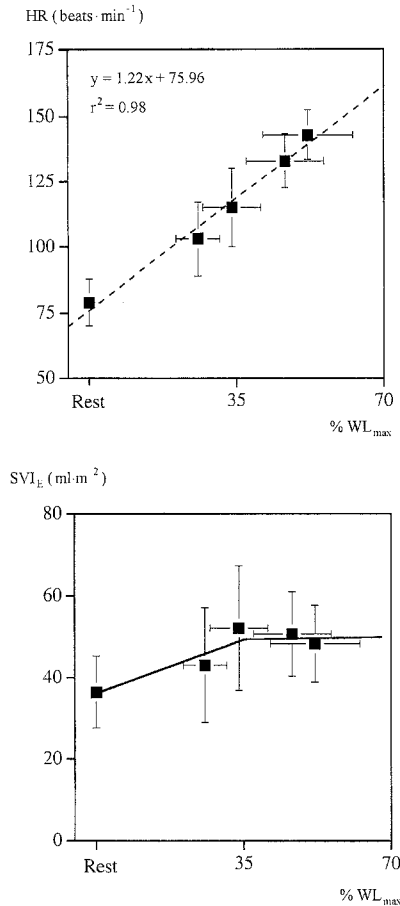 HR (beats·min⁻¹)
175
y = 1.22x + 75.96
r² = 0.98
150
125
100
75
50
Rest
35
70
% WLmax
SVIE (ml·m²)
80
60
40
20
0
Rest
35
70
% WLmax